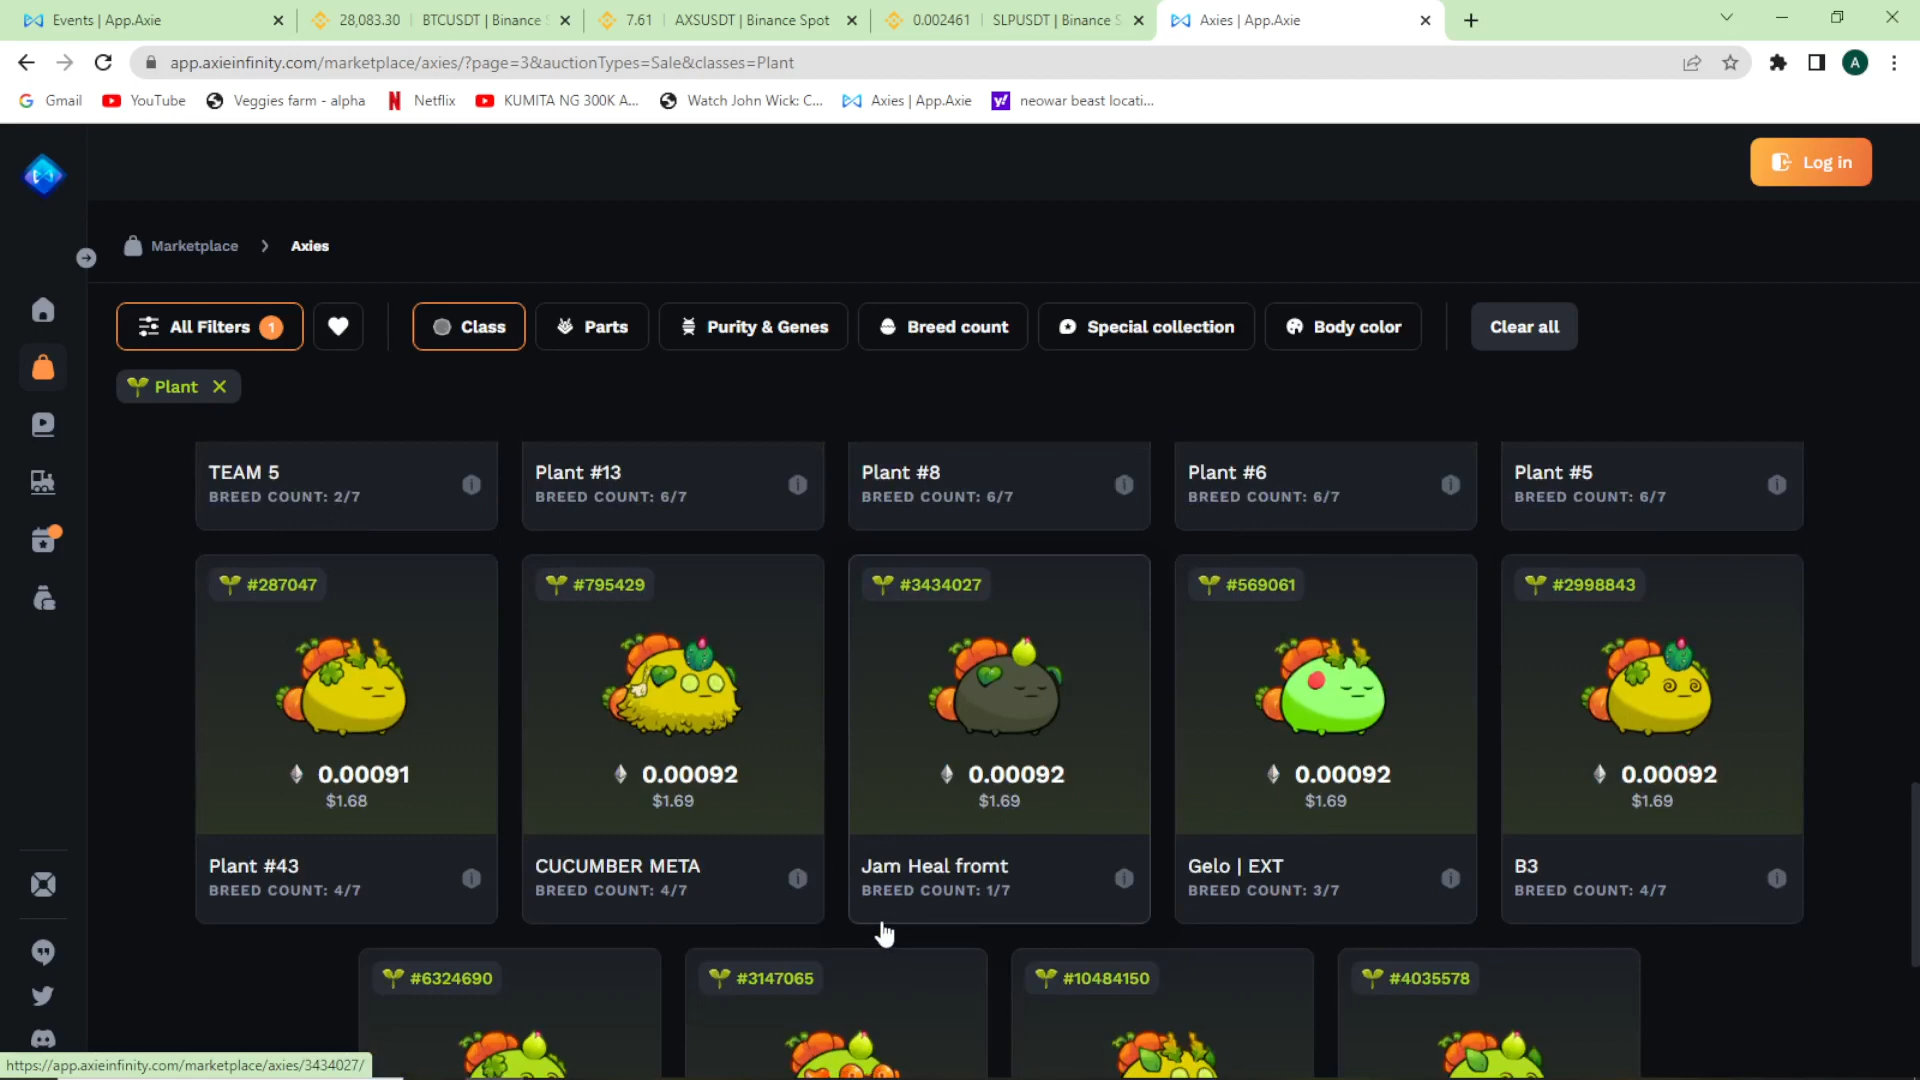 Events | App.Axie
28,083.30 | BTCUSDT | Binance S
7.61 | AXSUSDT | Binance Spot
0.002461 | SLPUSDT | Binance S
Axies | App.Axie
app.axieinfinity.com/marketplace/axies/?page=3&auctionTypes=Sale&classes=Plant
A
Gmail
YouTube
Veggies farm - alpha
Netflix
KUMITA NG 300K A...
Watch John Wick: C...
Axies | App.Axie
neowar beast locati...
Log in
Marketplace
Axies
All Filters 1
Class
Parts
Purity & Genes
Breed count
Special collection
Body color
Clear all
Plant
TEAM 5
BREED COUNT: 2/7
Plant #13
BREED COUNT: 6/7
Plant #8
BREED COUNT: 6/7
Plant #6
BREED COUNT: 6/7
Plant #5
BREED COUNT: 6/7
#287047
0.00091
$1.68
Plant #43
BREED COUNT: 4/7
#795429
0.00092
$1.69
CUCUMBER META
BREED COUNT: 4/7
#3434027
0.00092
$1.69
Jam Heal fromt
BREED COUNT: 1/7
#569061
0.00092
$1.69
Gelo | EXT
BREED COUNT: 3/7
#2998843
0.00092
$1.69
B3
BREED COUNT: 4/7
#6324690
#3147065
#10484150
#4035578
https://app.axieinfinity.com/marketplace/axies/3434027/